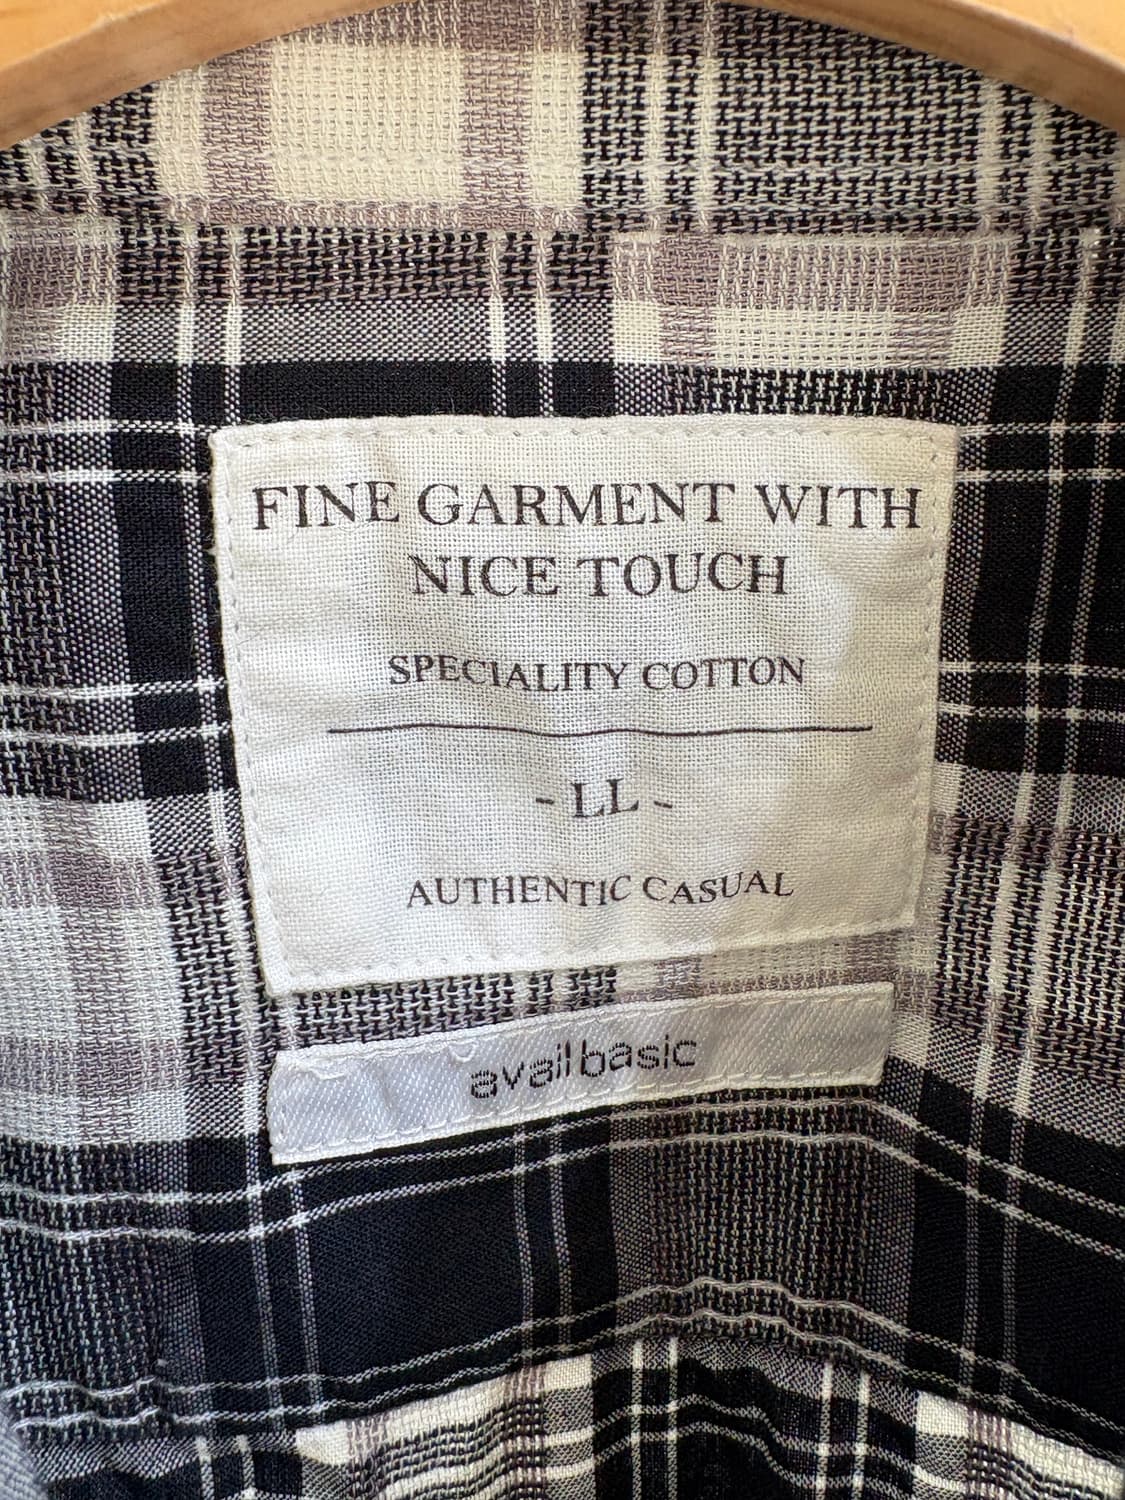 FINE GARMENT WITH
NICE TOUCH
SPECIALITY COTTON
- LL -
AUTHENTIC CASUAL
avail basic